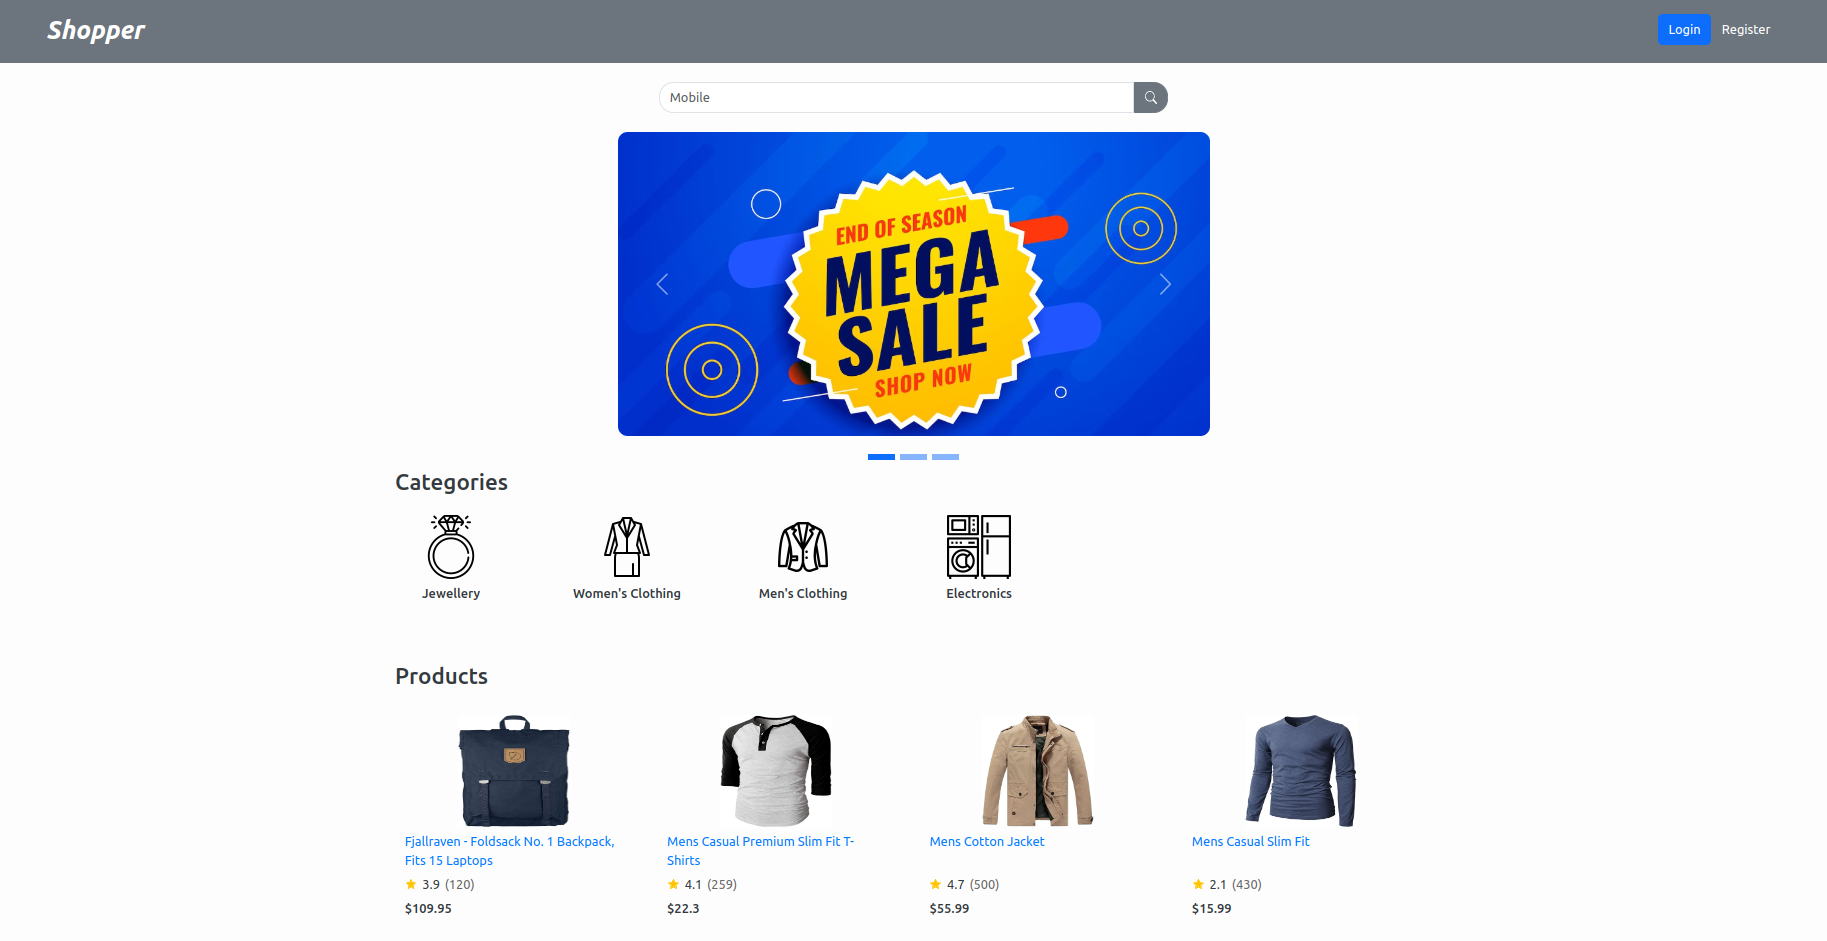 Shopper
Login
Register
Mobile
END OF SEASON
MEGA
SALE
SHOP NOW
Categories
Jewellery
Women's Clothing
Men's Clothing
Electronics
Products
Fjallraven - Foldsack No. 1 Backpack,
Fits 15 Laptops
3.9 (120)
$109.95
Mens Casual Premium Slim Fit T-
Shirts
4.1 (259)
$22.3
Mens Cotton Jacket
4.7 (500)
$55.99
Mens Casual Slim Fit
2.1 (430)
$15.99